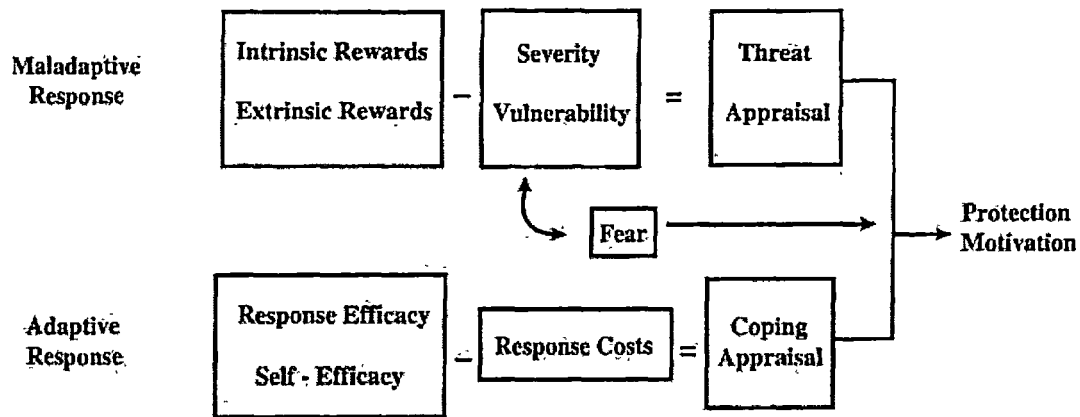 Maladaptive
Response
Intrinsic Rewards
Extrinsic Rewards
–
Severity
Vulnerability
=
Threat
Appraisal
Fear
Protection
Motivation
Adaptive
Response
Response Efficacy
Self - Efficacy
–
Response Costs
=
Coping
Appraisal